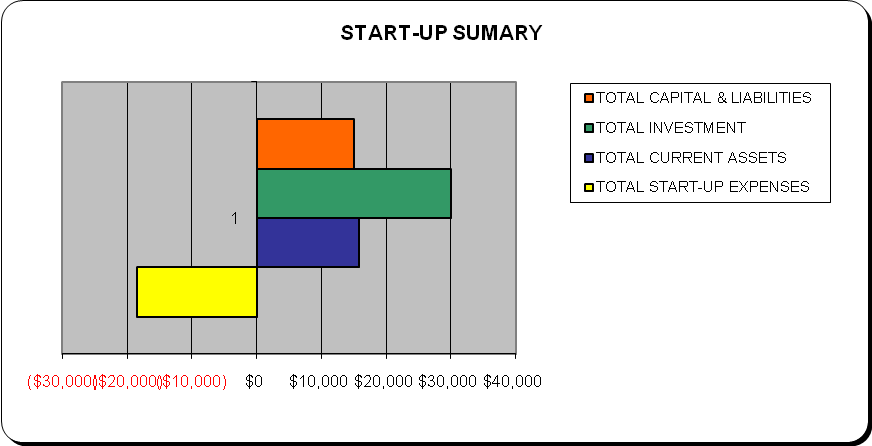 START-UP SUMARY
TOTAL CAPITAL & LIABILITIES
TOTAL INVESTMENT
TOTAL CURRENT ASSETS
TOTAL START-UP EXPENSES
1
($30,000) ($20,000) ($10,000) $0 $10,000 $20,000 $30,000 $40,000